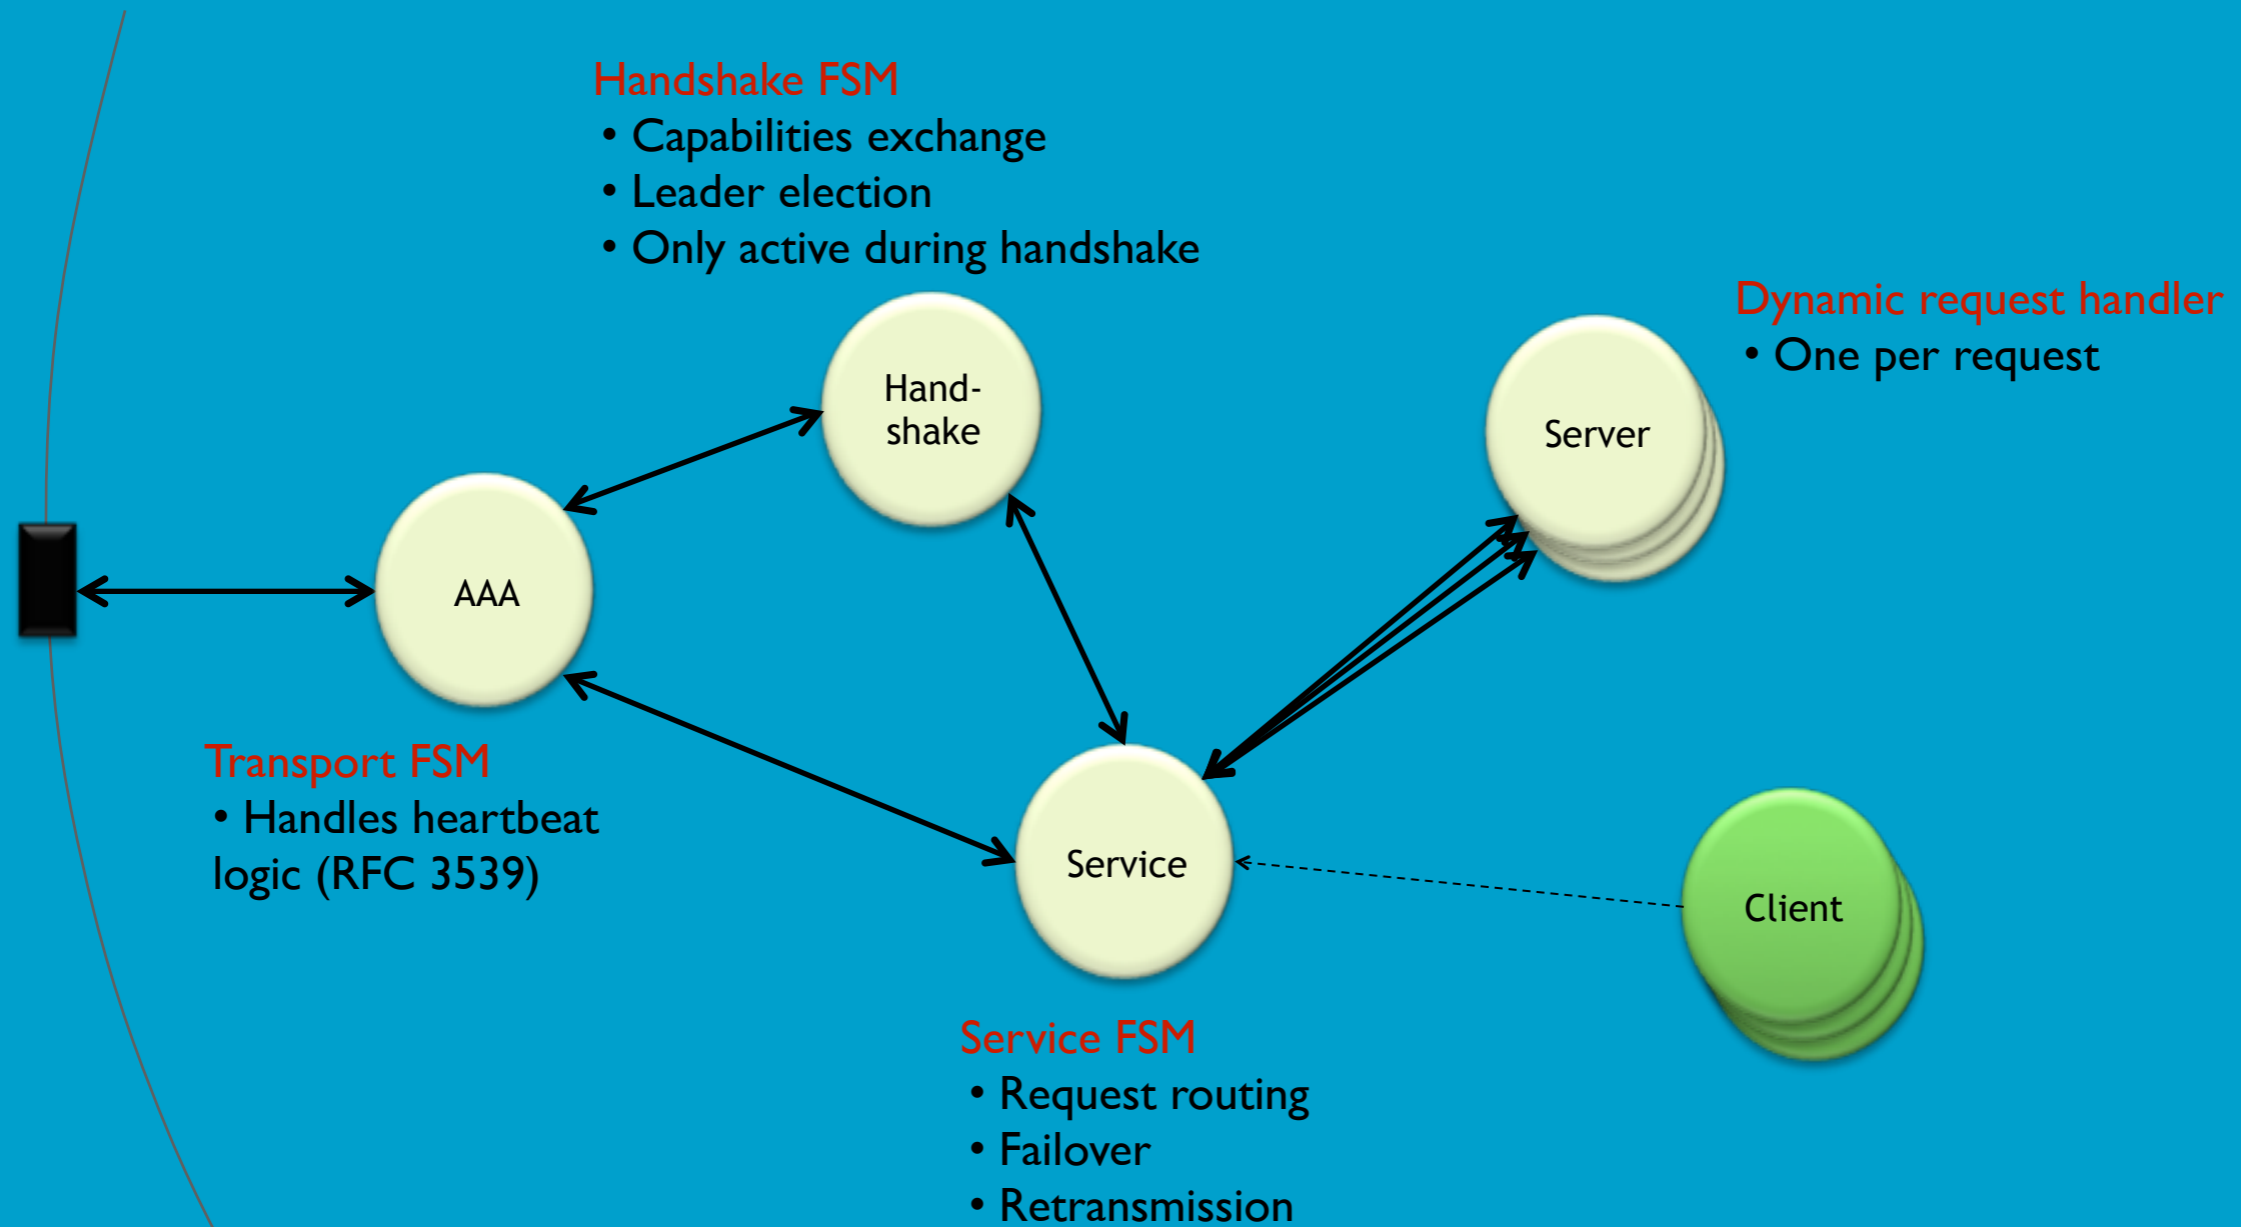 Handshake FSM
• Capabilities exchange
• Leader election
• Only active during handshake
Dynamic request handler
• One per request
Hand-
shake
Server
AAA
Transport FSM
• Handles heartbeat
logic (RFC 3539)
Service
Client
Service FSM
• Request routing
• Failover
• Retransmission